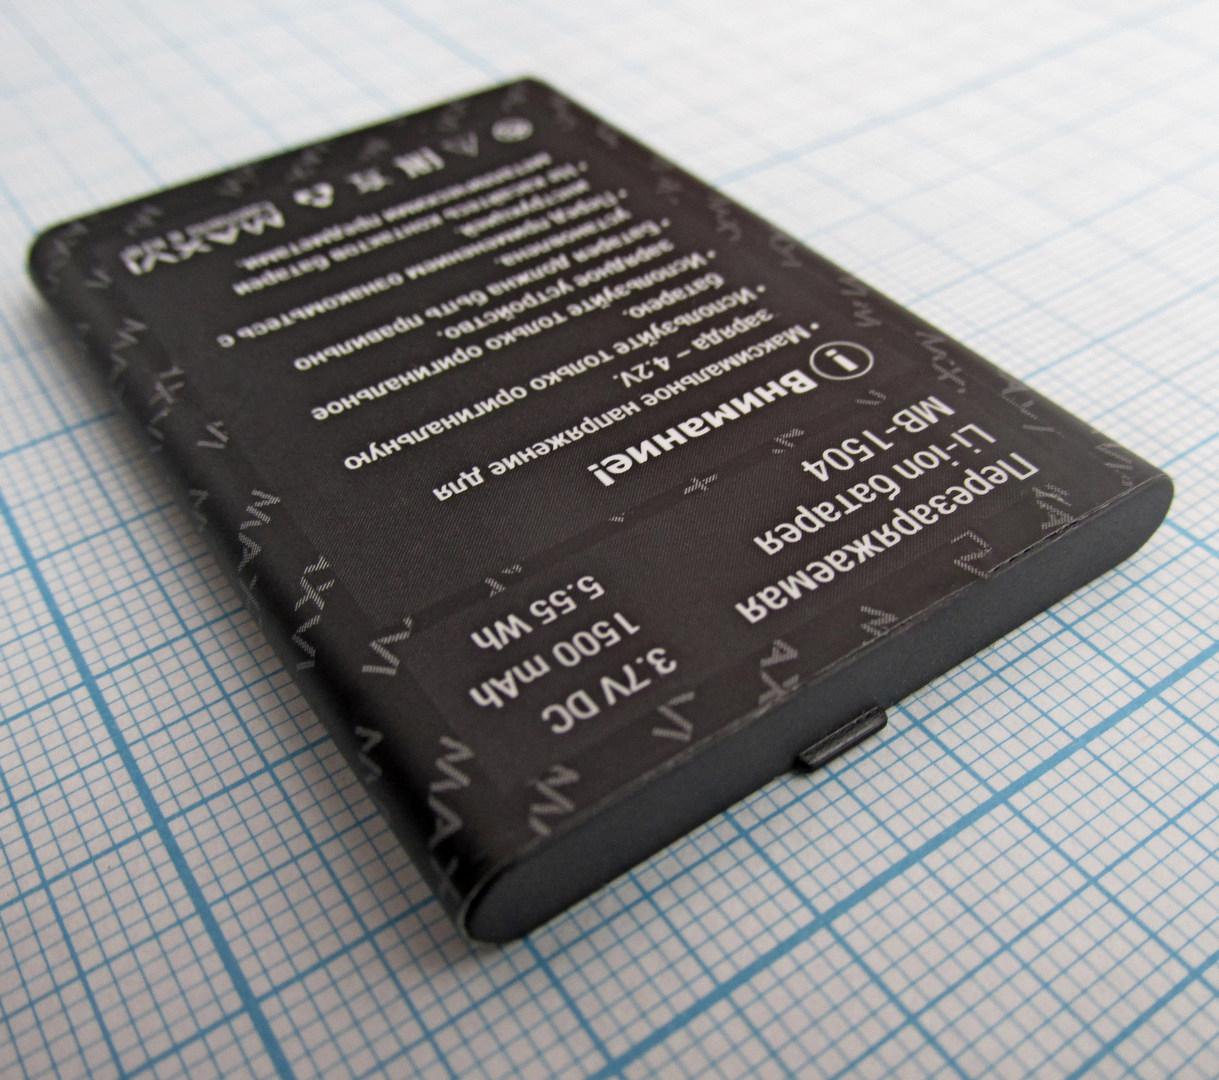 Перезаряжаемая
Li-ion батарея
MB-1504
3.7V DC
1500 mAh
5.55 Wh
Внимание!
• Максимальное напряжение для
заряда – 4.2V.
• Используйте только оригинальную
батарею.
• Используйте только оригинальное
зарядное устройство.
• Батарея должна быть правильно
установлена.
• Перед применением ознакомьтесь с
инструкцией.
• Не касайтесь контактов батареи
металлическими предметами.
MAXVI